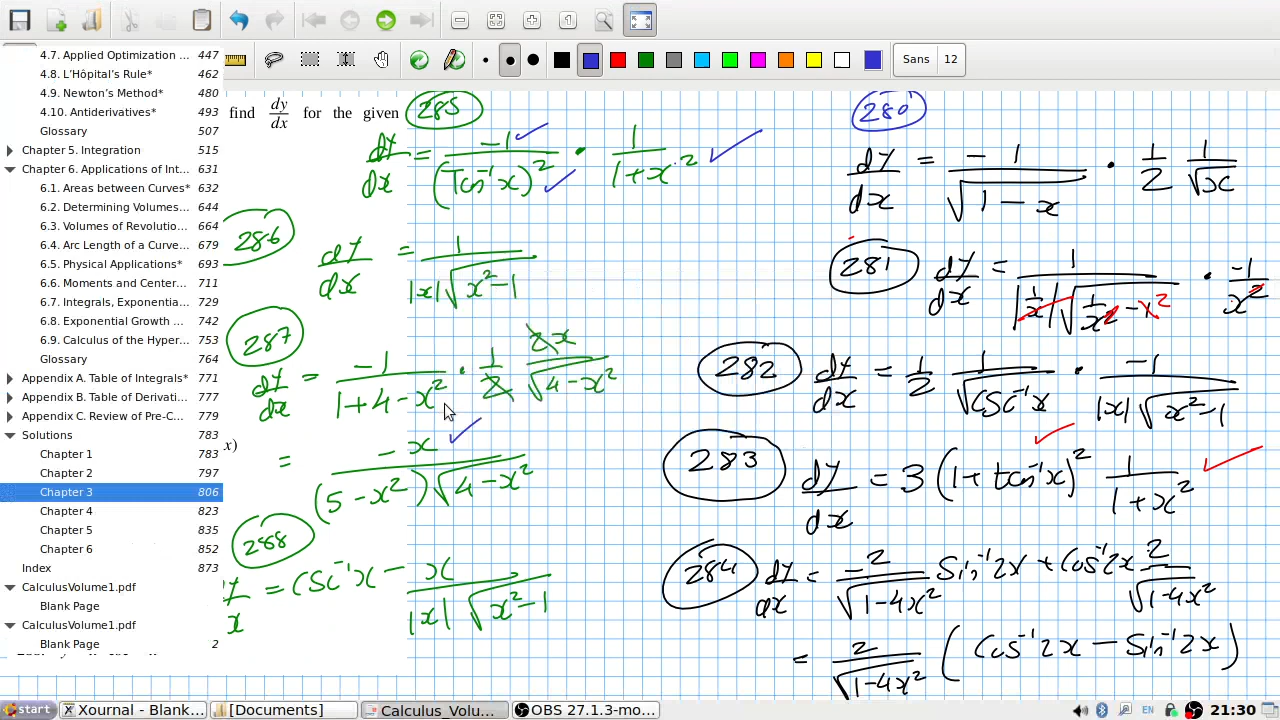 Sans 12
4.7. Applied Optimization ... 447
4.8. L'Hôpital's Rule* 462
4.9. Newton's Method* 480
4.10. Antiderivatives* 493
Glossary 507
Chapter 5. Integration 515
Chapter 6. Applications of Int... 631
6.1. Areas between Curves* 632
6.2. Determining Volu... 644
6.3. Volumes of Revolutio... 664
6.4. Arc Length of a Curve... 679
6.5. Physical Applications* 693
6.6. Moments and Center... 711
6.7. Integrals, Exponentia... 729
6.8. Exponential Growth ... 742
6.9. Calculus of the Hyper... 753
Glossary 764
Appendix A. Table of Integrals* 771
Appendix B. Table of Derivati... 777
Appendix C. Review of Pre-C... 779
Solutions 783
Chapter 1 783
Chapter 2 797
Chapter 3 806
Chapter 4 823
Chapter 5 835
Chapter 6 852
Index 873
CalculusVolume1.pdf
Blank Page
CalculusVolume1.pdf
Blank Page 2
find dy/dx for the given
x)
285
dy/dx = -1/(Tan⁻¹x)² · 1/(1+x²)
286
dy/dx = 1/(|x|√(x²-1))
287
dy/dx = -1/(1+4-x²) · 1/2 2x/√(4-x²)
= -x/((5-x²)√(4-x²))
288
dy/x = CSC⁻¹x - x/(|x|√(x²-1))
280
dy/dx = -1/√(1-x) · 1/2 1/√x
281
dy/dx = 1/(|1/x|√(1/x² - x²)) · -1/x²
282
dy/dx = 1/2 1/√(CSC⁻¹x) · -1/(|x|√(x²-1))
283
dy/dx = 3(1+tan⁻¹x)² 1/(1+x²)
284
dy/dx = -2/√(1-4x²) Sin⁻¹2x + Cos⁻¹2x 2/√(1-4x²)
= 2/√(1-4x²) (Cos⁻¹2x - Sin⁻¹2x)
start Xournal - Blank... [Documents] Calculus_Volu... OBS 27.1.3-mo... EN 21:30